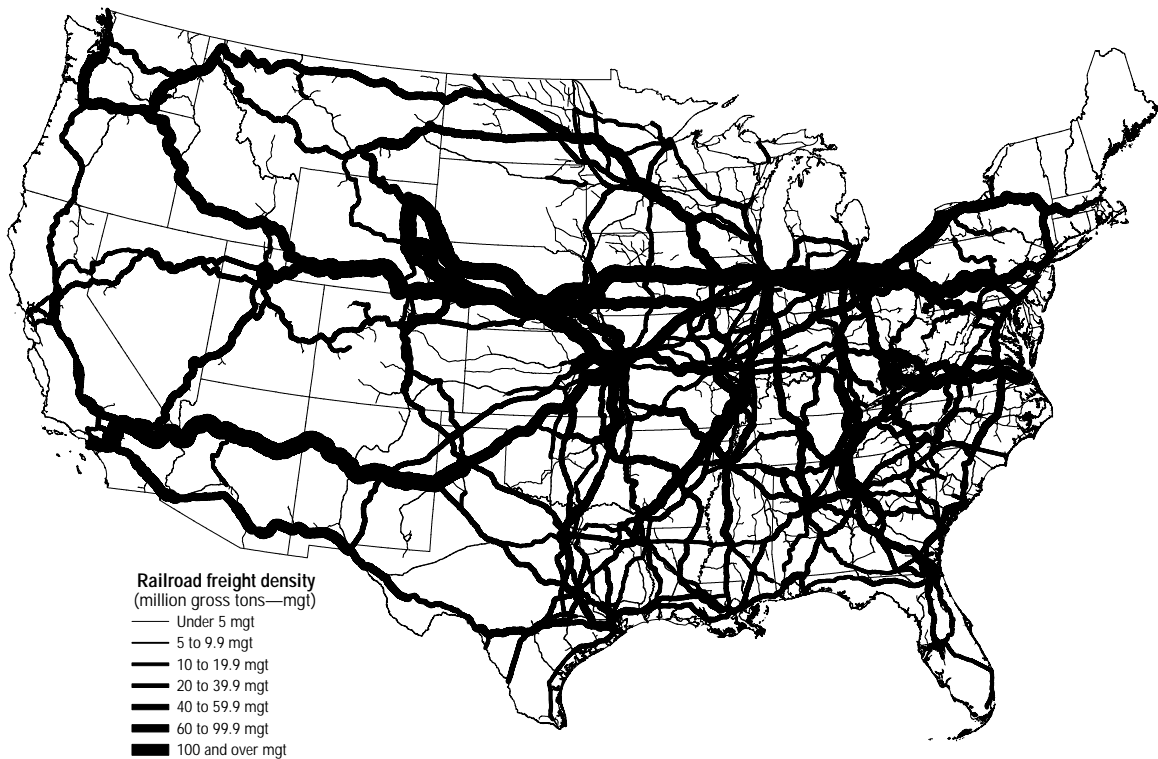 Railroad freight density
(million gross tons—mgt)
Under 5 mgt
5 to 9.9 mgt
10 to 19.9 mgt
20 to 39.9 mgt
40 to 59.9 mgt
60 to 99.9 mgt
100 and over mgt